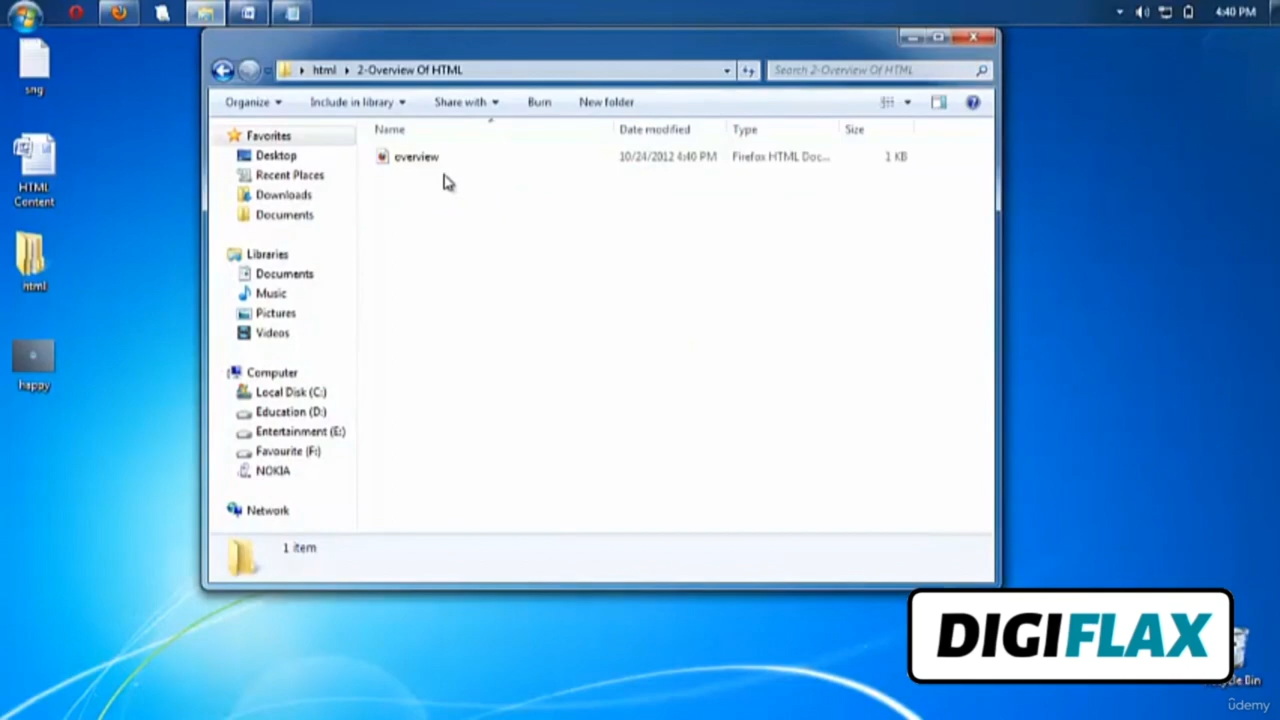 4:40 PM
html 2-Overview Of HTML
Search 2-Overview Of HTML
Organize Include in library Share with Burn New folder
Name Date modified Type Size
overview 10/24/2012 4:40 PM Firefox HTML Doc... 1 KB
Favorites
Desktop
Recent Places
Downloads
Documents
Libraries
Documents
Music
Pictures
Videos
Computer
Local Disk (C:)
Education (D:)
Entertainment (E:)
Favourite (F:)
NOKIA
Network
1 item
sng
HTML
Content
html
happy
DIGIFLAX
Bin
ûdemy